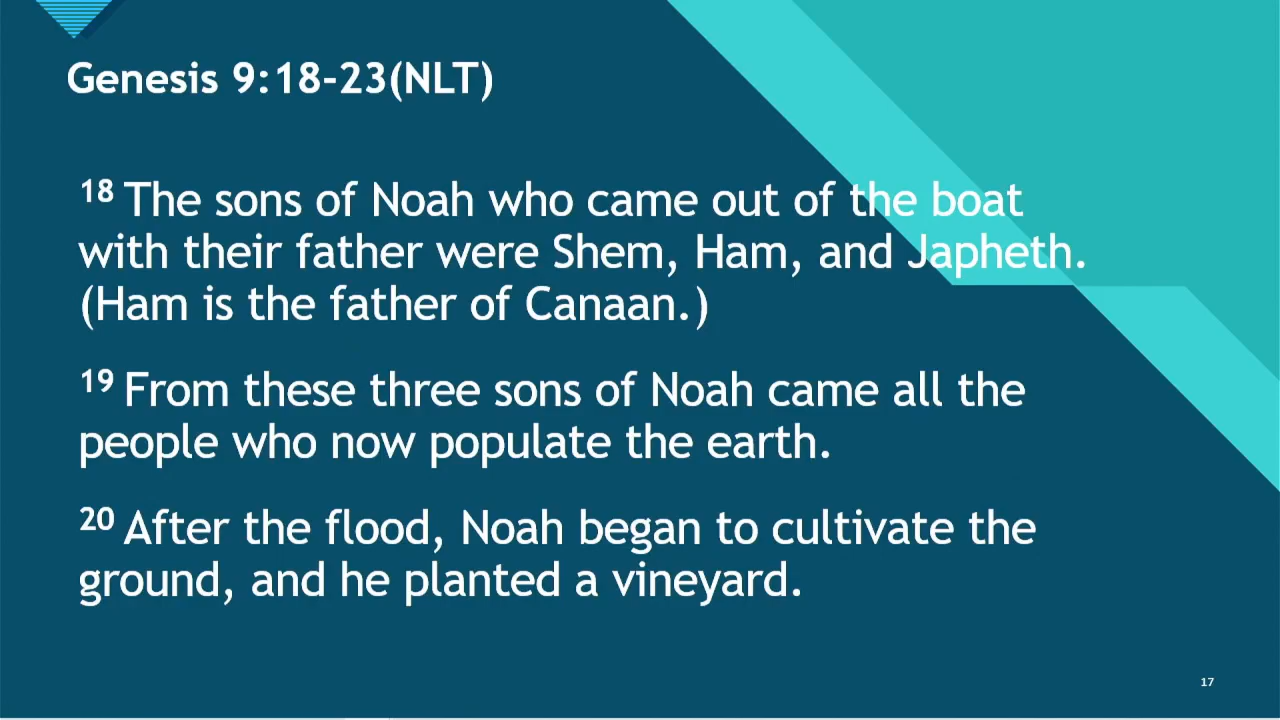 Genesis 9:18-23(NLT)
18 The sons of Noah who came out of the boat
with their father were Shem, Ham, and Japheth.
(Ham is the father of Canaan.)
19 From these three sons of Noah came all the
people who now populate the earth.
20 After the flood, Noah began to cultivate the
ground, and he planted a vineyard.
17